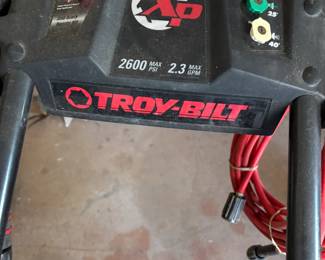 XP
25°
40°
2600 MAX PSI 2.3 MAX GPM
TROY-BILT